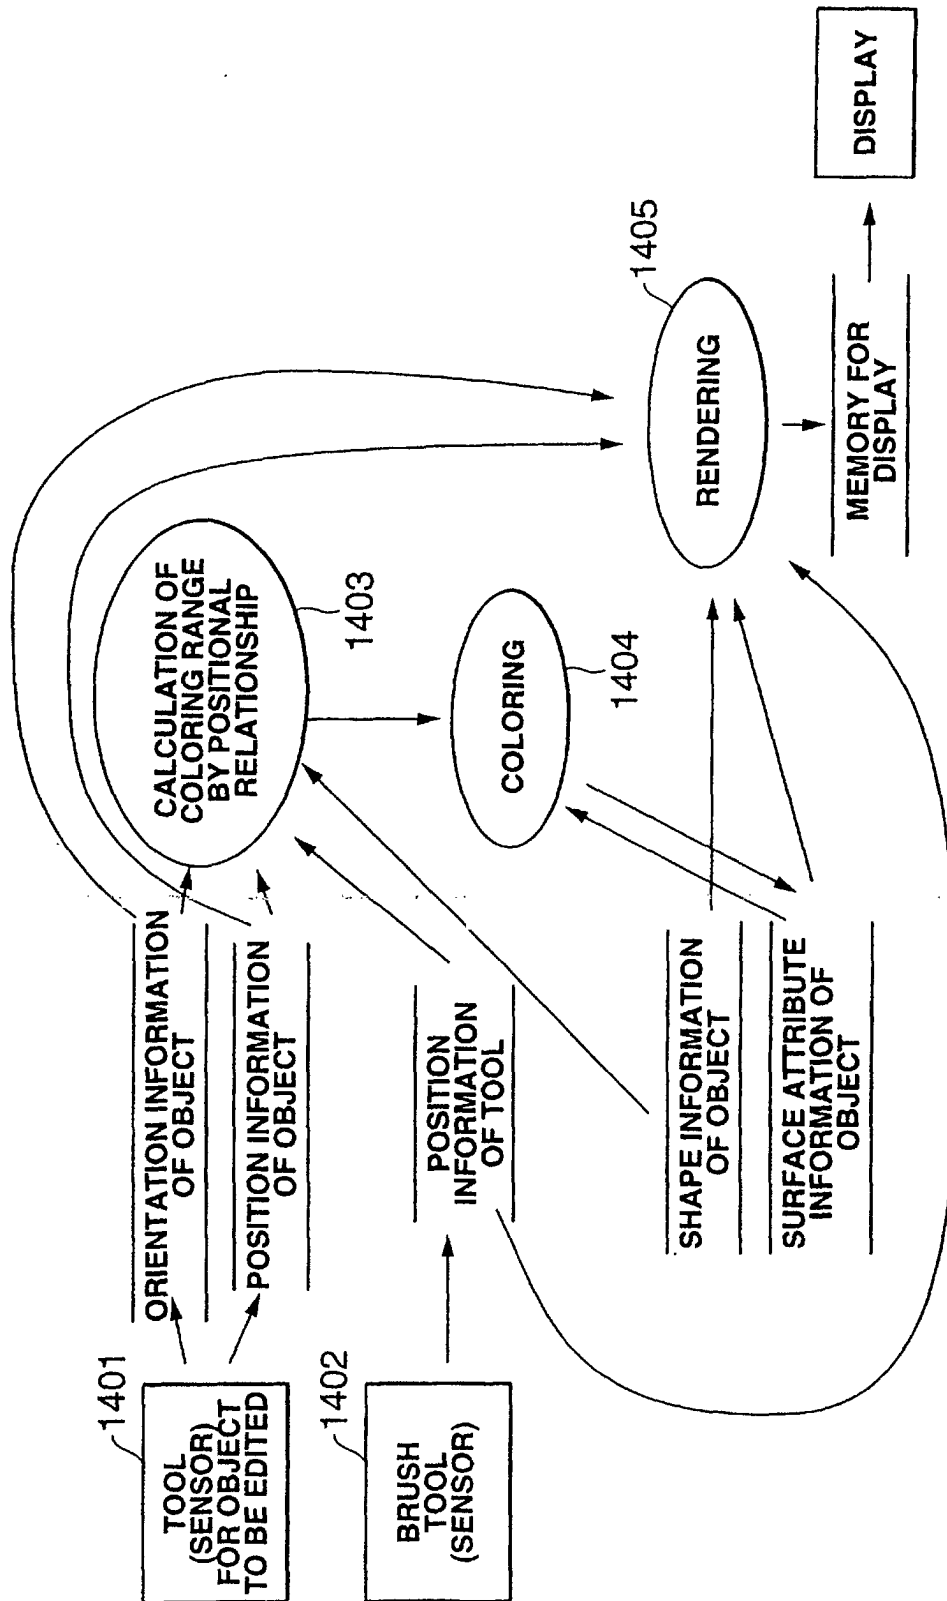 1401
TOOL
(SENSOR)
FOR OBJECT
TO BE EDITED
1402
BRUSH
TOOL
(SENSOR)
ORIENTATION INFORMATION
OF OBJECT
POSITION INFORMATION
OF OBJECT
POSITION
INFORMATION
OF TOOL
SHAPE INFORMATION
OF OBJECT
SURFACE ATTRIBUTE
INFORMATION OF
OBJECT
CALCULATION OF
COLORING RANGE
BY POSITIONAL
RELATIONSHIP
1403
COLORING
1404
RENDERING
1405
MEMORY FOR
DISPLAY
DISPLAY